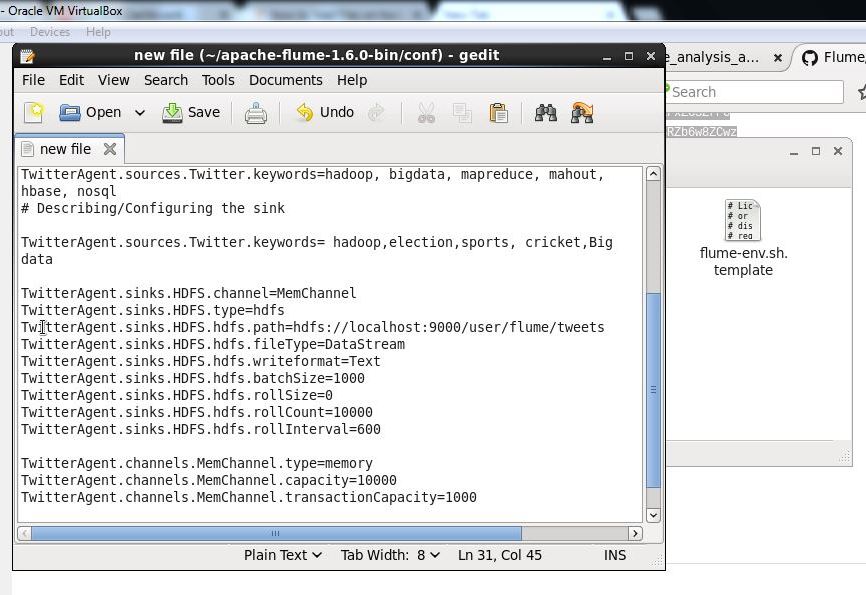 - Oracle VM VirtualBox
Devices Help
new file (~/apache-flume-1.6.0-bin/conf) - gedit
e_analysis_a...
Flume
File Edit View Search Tools Documents Help
Open Save Undo
Search
RZb6w8ZCwz
new file
TwitterAgent.sources.Twitter.keywords=hadoop, bigdata, mapreduce, mahout,
hbase, nosql
# Describing/Configuring the sink
TwitterAgent.sources.Twitter.keywords= hadoop,election,sports, cricket,Big
data
TwitterAgent.sinks.HDFS.channel=MemChannel
TwitterAgent.sinks.HDFS.type=hdfs
TwitterAgent.sinks.HDFS.hdfs.path=hdfs://localhost:9000/user/flume/tweets
TwitterAgent.sinks.HDFS.hdfs.fileType=DataStream
TwitterAgent.sinks.HDFS.hdfs.writeformat=Text
TwitterAgent.sinks.HDFS.hdfs.batchSize=1000
TwitterAgent.sinks.HDFS.hdfs.rollSize=0
TwitterAgent.sinks.HDFS.hdfs.rollCount=10000
TwitterAgent.sinks.HDFS.hdfs.rollInterval=600
TwitterAgent.channels.MemChannel.type=memory
TwitterAgent.channels.MemChannel.capacity=10000
TwitterAgent.channels.MemChannel.transactionCapacity=1000
# Lic
# or
# dis
# req
flume-env.sh.
template
Plain Text Tab Width: 8 Ln 31, Col 45 INS